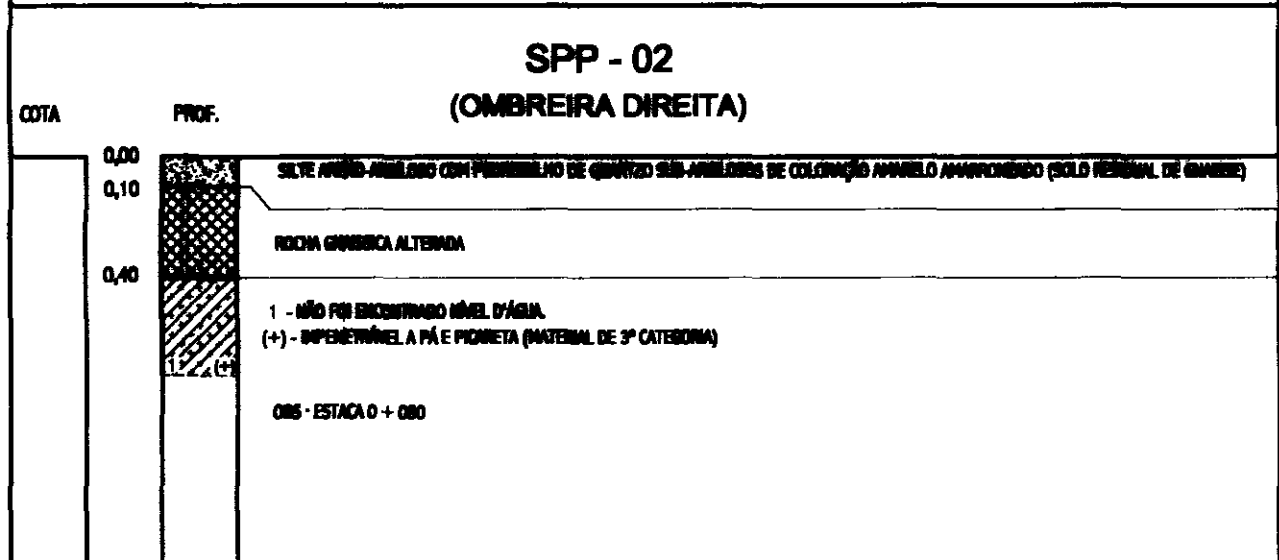 SPP - 02
(OMBREIRA DIREITA)
COTA
PROF.
0,00
SILTE ARENO-ARGILOSO COM PEDREGULHO DE QUARTZO SUB-ANGULOSOS DE COLORAÇÃO AMARELO AMARRONZADO (SOLO RESIDUAL DE GNAISSE)
0,10
ROCHA GNAISSICA ALTERADA
0,40
1 - NÃO FOI ENCONTRADO NÍVEL D'ÁGUA.
(+) - IMPENETRÁVEL A PÁ E PICARETA (MATERIAL DE 3ª CATEGORIA)
1 (+)
OBS - ESTACA 0 + 080